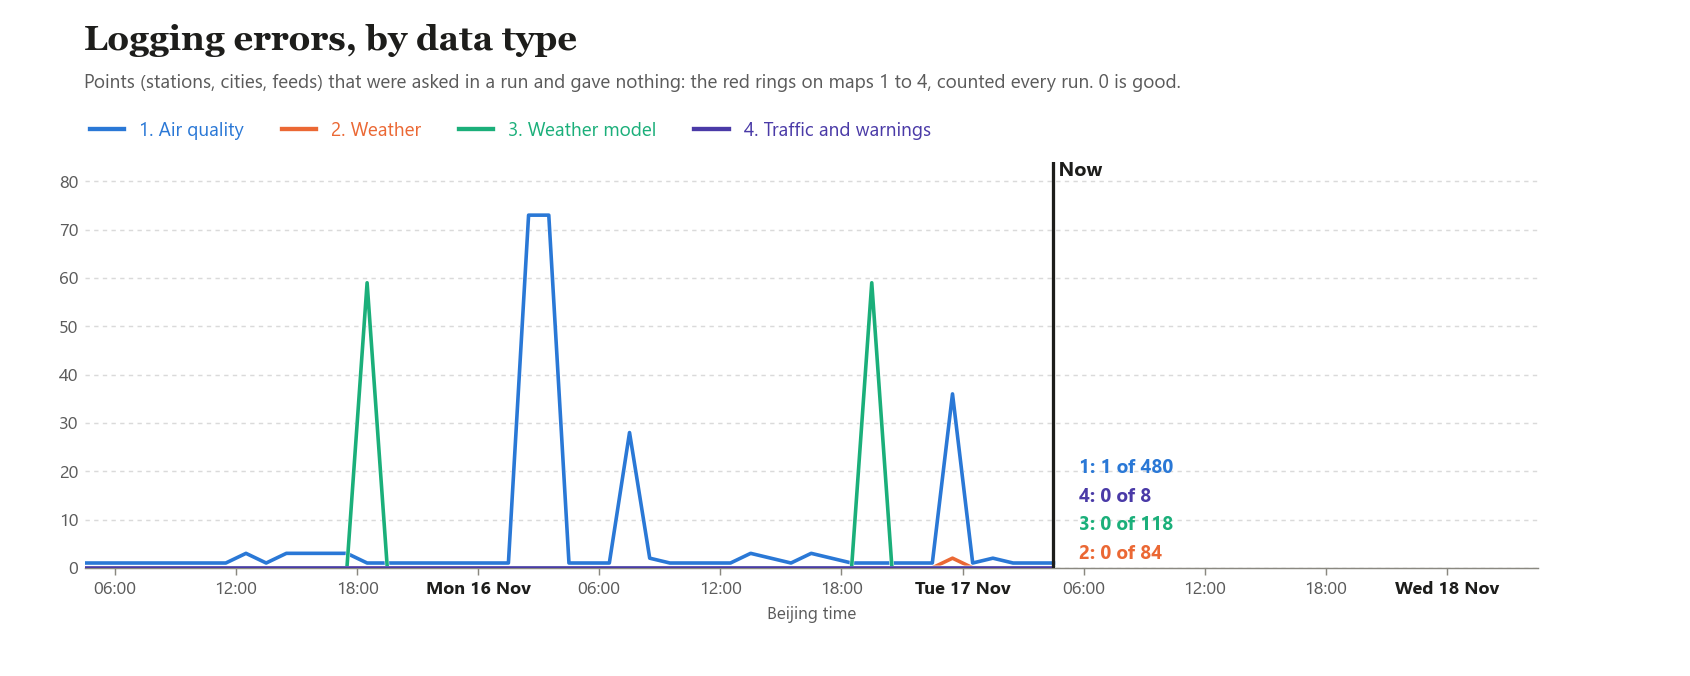 Logging errors, by data type
Points (stations, cities, feeds) that were asked in a run and gave nothing: the red rings on maps 1 to 4, counted every run. 0 is good.
1. Air quality 2. Weather 3. Weather model 4. Traffic and warnings
Now
80
70
60
50
40
30
20
10
0
1: 1 of 480
4: 0 of 8
3: 0 of 118
2: 0 of 84
06:00 12:00 18:00 Mon 16 Nov 06:00 12:00 18:00 Tue 17 Nov 06:00 12:00 18:00 Wed 18 Nov
Beijing time